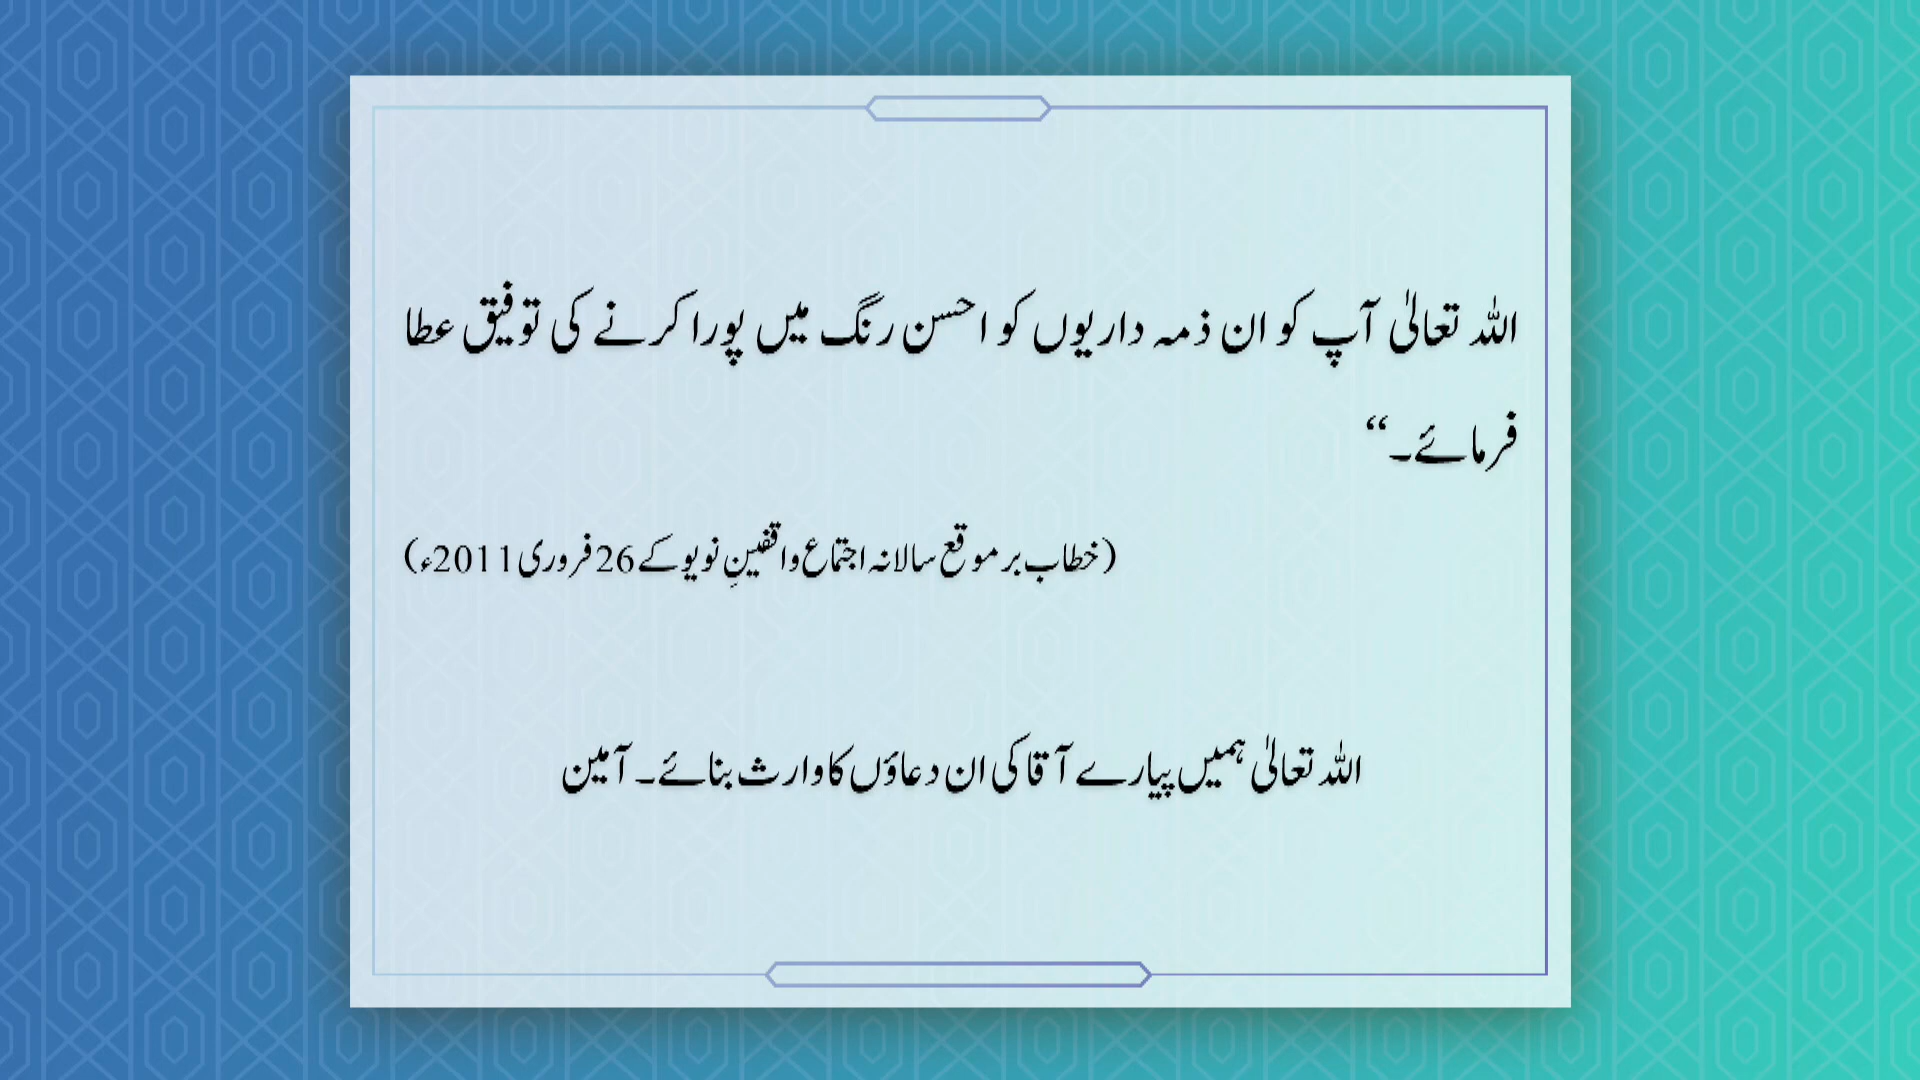 اللہ تعالیٰ آپ کو ان ذمہ داریوں کو احسن رنگ میں پورا کرنے کی توفیق عطا
فرمائے۔“
(خطاب بر موقع سالانہ اجتماع واقفینِ نو یو کے 26 فروری 2011ء)
اللہ تعالیٰ ہمیں پیارے آقا کی ان دعاؤں کا وارث بنائے۔ آمین